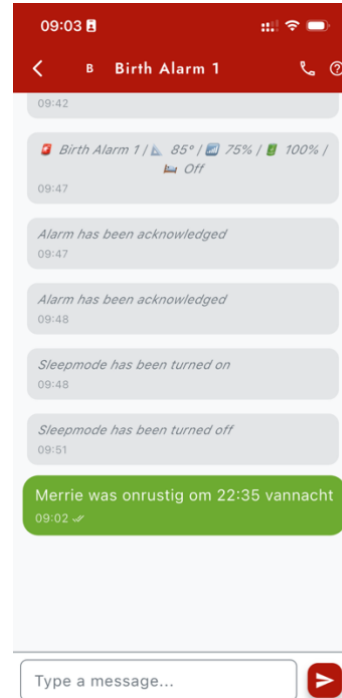 09:03
B Birth Alarm 1
09:42
Birth Alarm 1 / 85° / 75% / 100% /
Off
09:47
Alarm has been acknowledged
09:47
Alarm has been acknowledged
09:48
Sleepmode has been turned on
09:48
Sleepmode has been turned off
09:51
Merrie was onrustig om 22:35 vannacht
09:02
Type a message...